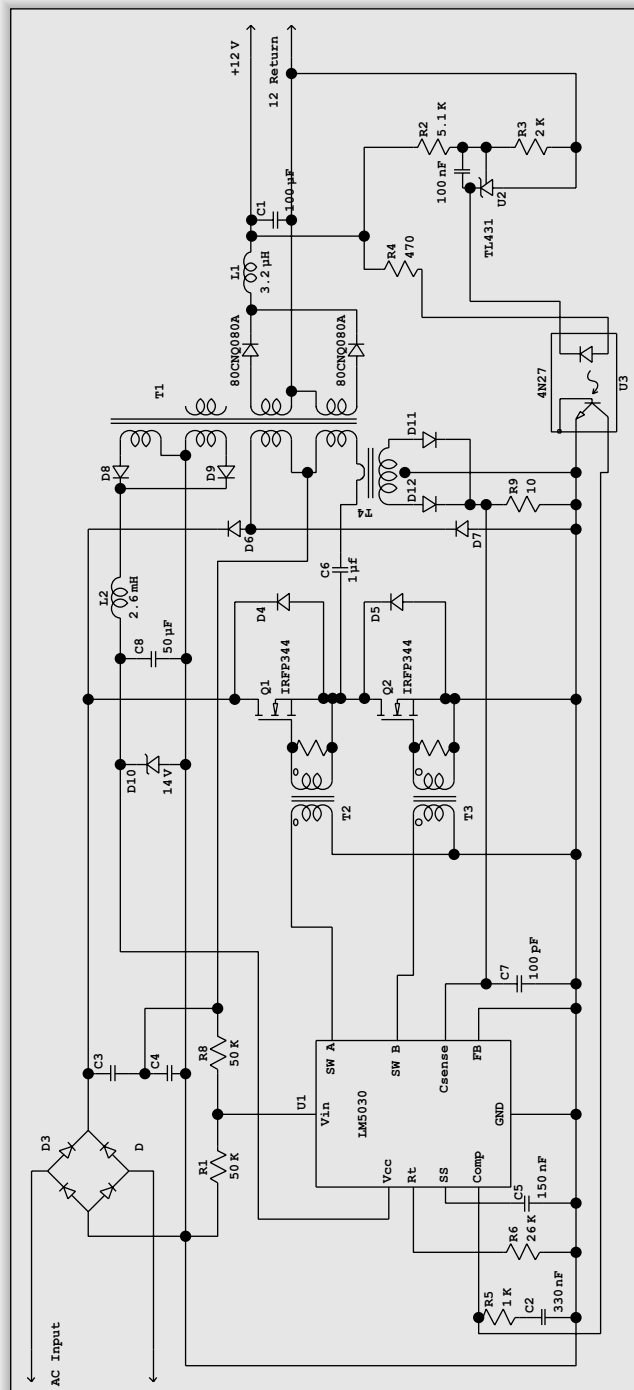 AC Input
D3
D
C3
C4
R1
50 K
R8
50 K
D10
14V
C8
50 µF
L2
2.6 mH
D8
D9
T1
D6
D7
80CNQ080A
80CNQ080A
L1
3.2 µH
C1
100 µF
+12 V
12 Return
U1
Vin
LM5030
SW A
SW B
Csense
FB
GND
Vcc
Rt
SS
Comp
T2
T3
Q1
IRFP344
Q2
IRFP344
D4
D5
C6
1 µf
T4
D11
D12
R9
10
C7
100 pF
C5
150 nF
R6
26 K
R5
1 K
C2
330 nF
R4
470
R2
5.1 K
100 nF
R3
2 K
U2
TL431
4N27
U3